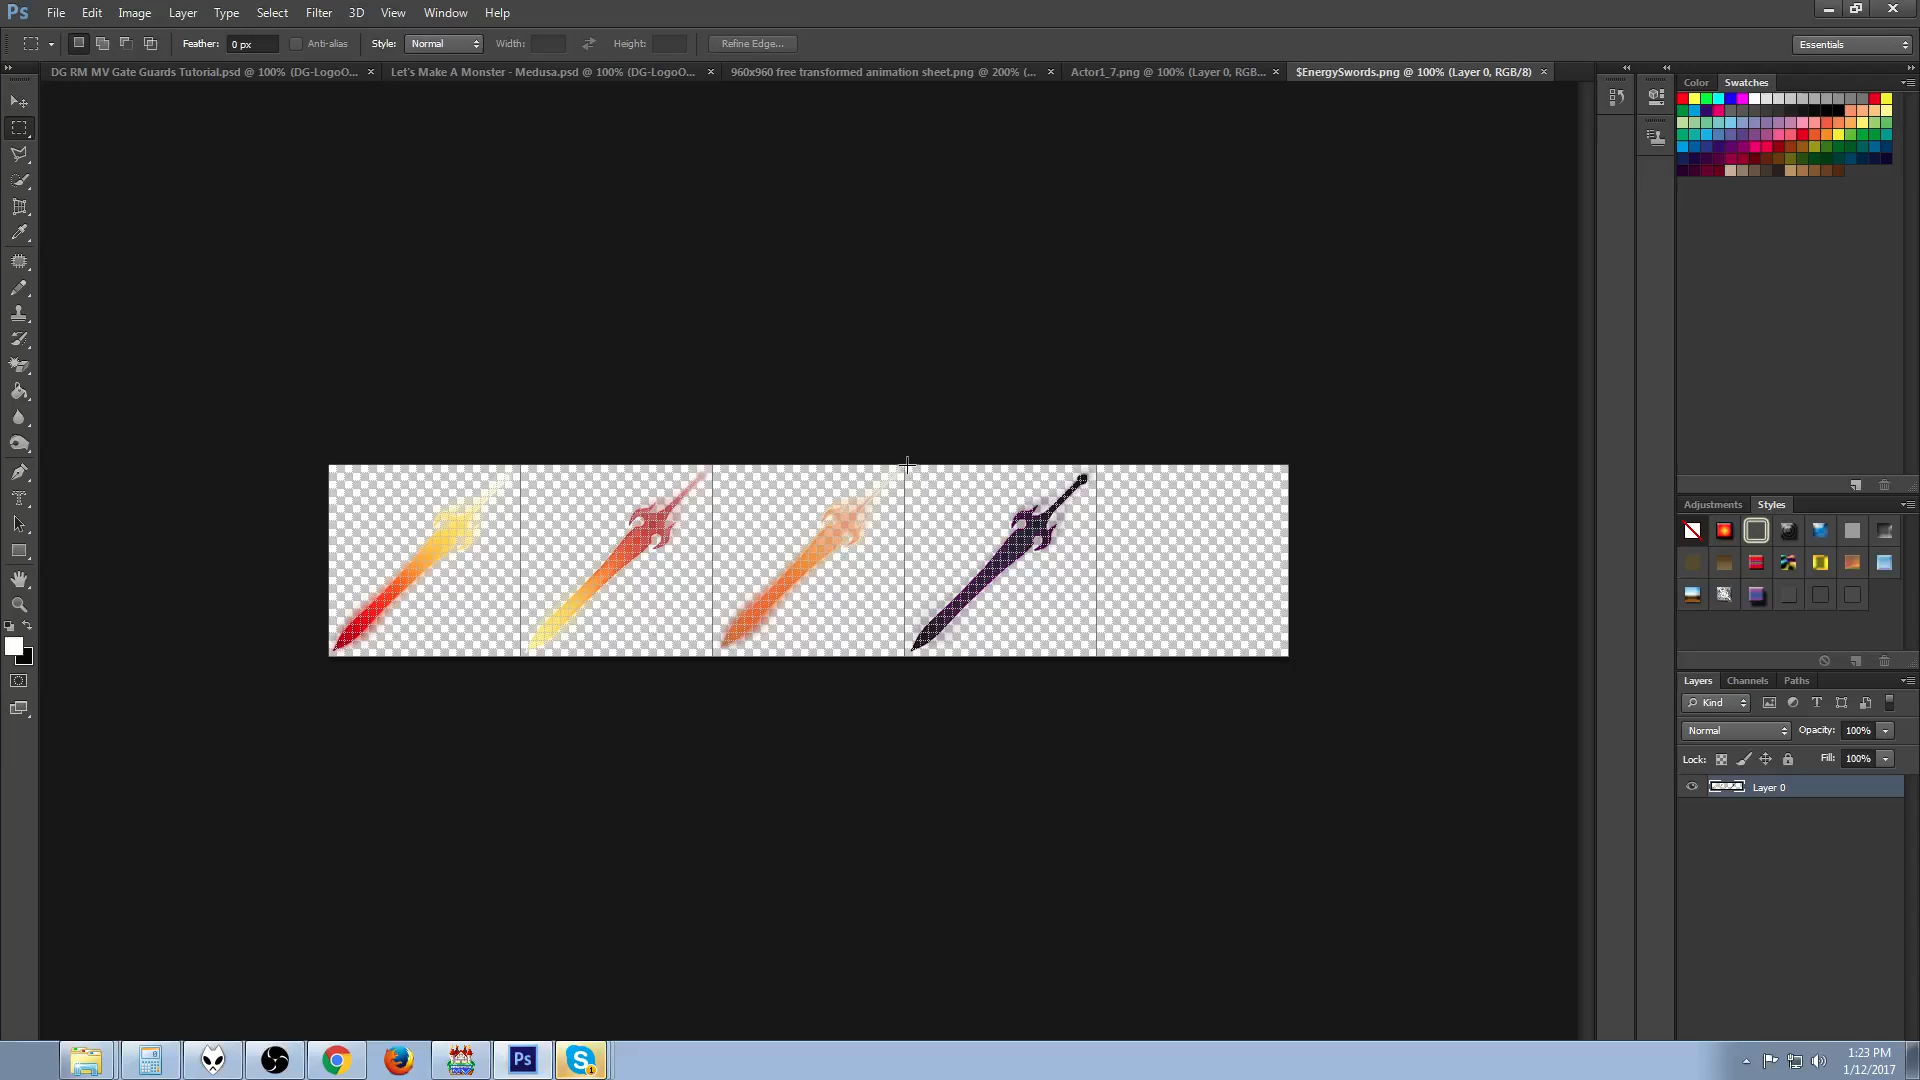 Ps File Edit Image Layer Type Select Filter 3D View Window Help
Feather: 0 px Anti-alias Style: Normal Width: Height: Refine Edge... Essentials
DG RM MV Gate Guards Tutorial.psd @ 100% (DG-LogoO... × Let's Make A Monster - Medusa.psd @ 100% (DG-LogoO... × 960x960 free transformed animation sheet.png @ 200% (... × Actor1_7.png @ 100% (Layer 0, RGB... × $EnergySwords.png @ 100% (Layer 0, RGB/8) ×
Color Swatches
Adjustments Styles
Layers Channels Paths
Kind
Normal Opacity: 100%
Lock: Fill: 100%
Layer 0
MV Ps S 1
1:23 PM
1/12/2017